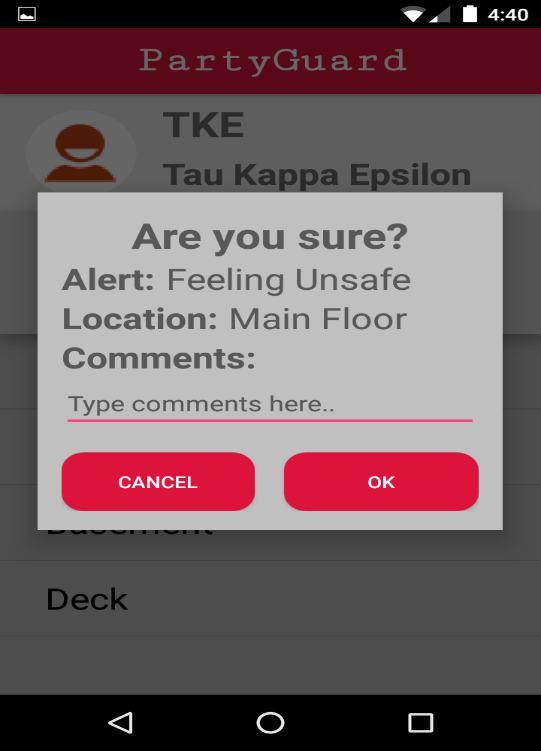 4:40
PartyGuard
TKE
Tau Kappa Epsilon
Are you sure?
Alert: Feeling Unsafe
Location: Main Floor
Comments:
Type comments here..
CANCEL OK
Basement
Deck